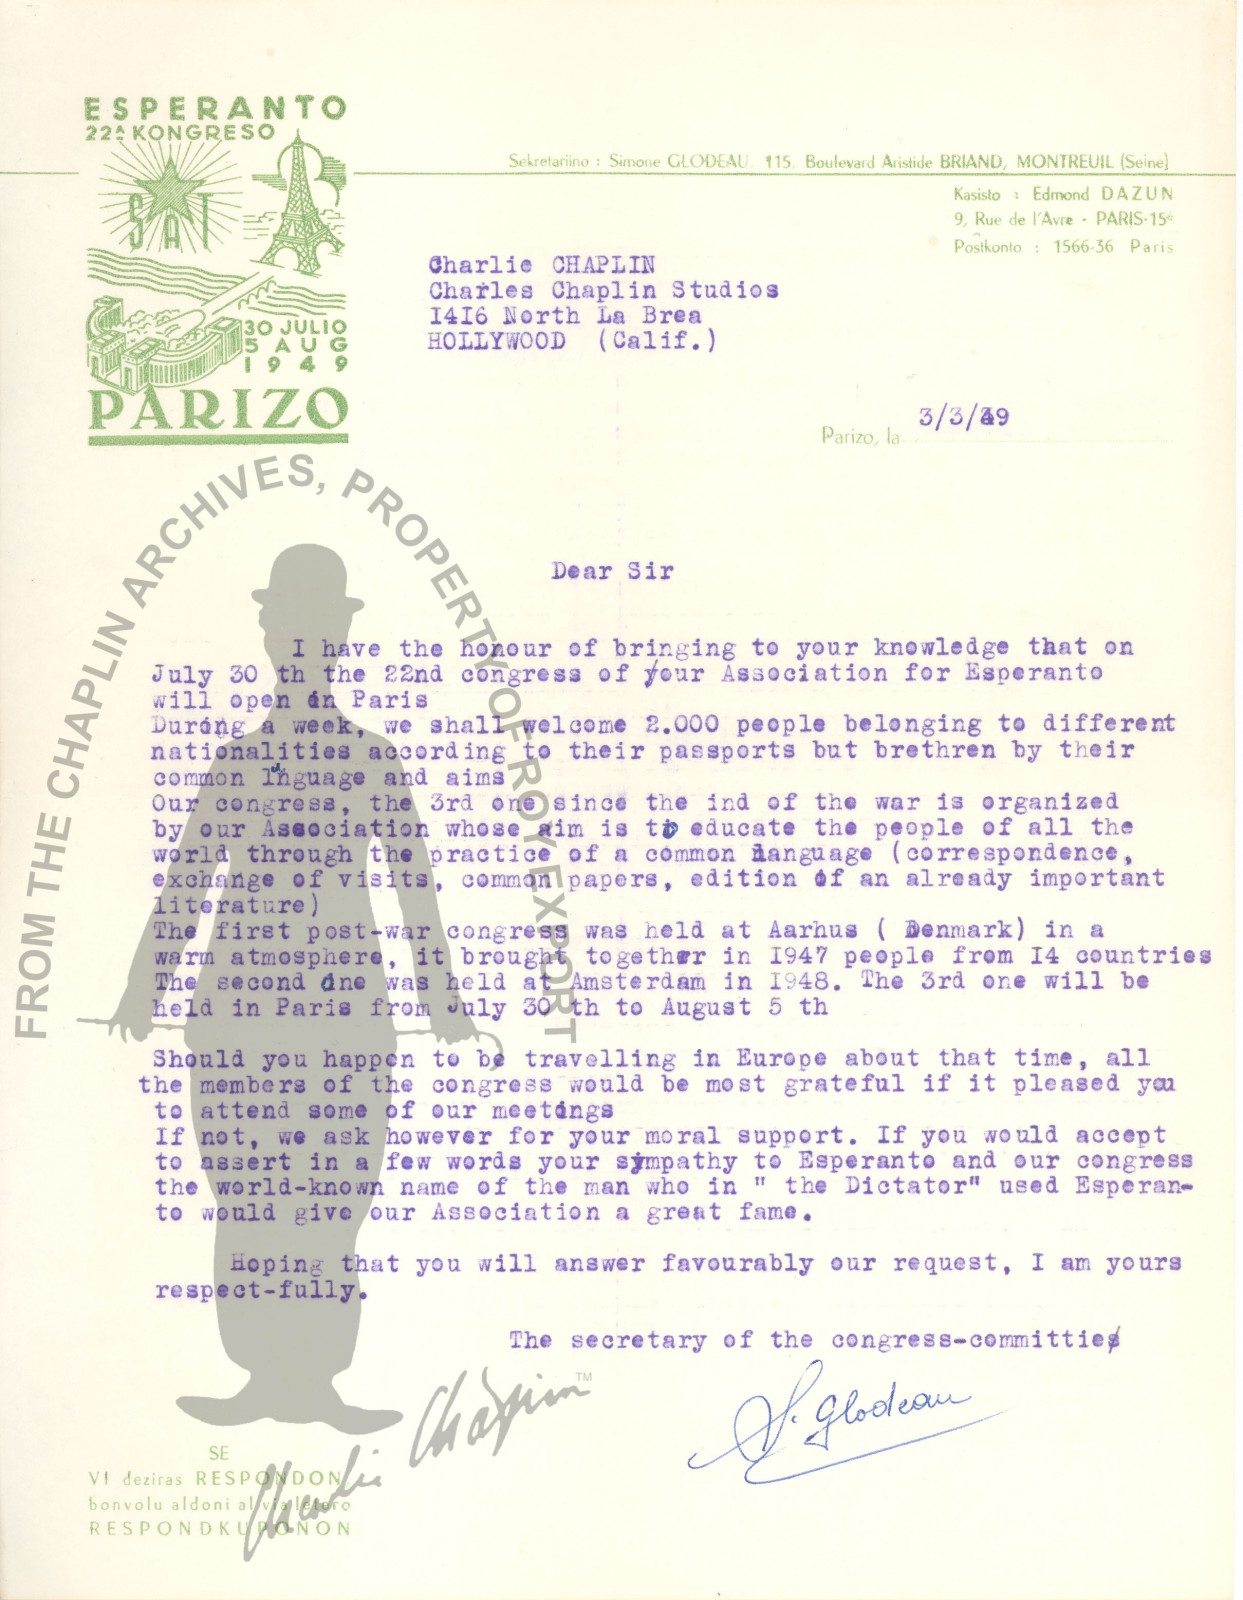 ESPERANTO
22ª KONGRESO
SAT
30 JULIO
5 AUG
1949
PARIZO
Sekretariino : Simone GLODEAU. 115, Boulevard Aristide BRIAND, MONTREUIL (Seine)
Kasisto : Edmond DAZUN
9, Rue de l'Avre - PARIS-15e
Postkonto : 1566-36 Paris
Charlie CHAPLIN
Charles Chaplin Studios
I4I6 North La Brea
HOLLYWOOD (Calif.)
Parizo, la 3/3/49
Dear Sir
I have the honour of bringing to your knowledge that on
July 30 th the 22nd congress of your Association for Esperanto
will open in Paris
During a week, we shall welcome 2.000 people belonging to different
nationalities according to their passports but brethren by their
common language and aims
Our congress, the 3rd one since the ind of the war is organized
by our Association whose aim is to educate the people of all the
world through the practice of a common language (correspondence,
exchange of visits, common papers, edition of an already important
literature)
The first post-war congress was held at Aarhus ( Denmark) in a
warm atmosphere, it brought together in I947 people from I4 countries
The second one was held at Amsterdam in I948. The 3rd one will be
held in Paris from July 30 th to August 5 th
Should you happen to be travelling in Europe about that time, all
the members of the congress would be most grateful if it pleased you
to attend some of our meetings
If not, we ask however for your moral support. If you would accept
to assert in a few words your sympathy to Esperanto and our congress
the world-known name of the man who in " the Dictator" used Esperan-
to would give our Association a great fame.
Hoping that you will answer favourably our request, I am yours
respect-fully.
The secretary of the congress-committie
S. Glodeau
SE
VI deziras RESPONDON
bonvolu aldoni al via letero
RESPONDKUPONON
FROM THE CHAPLIN ARCHIVES, PROPERTY OF ROY EXPORT
Charlie Chaplin TM